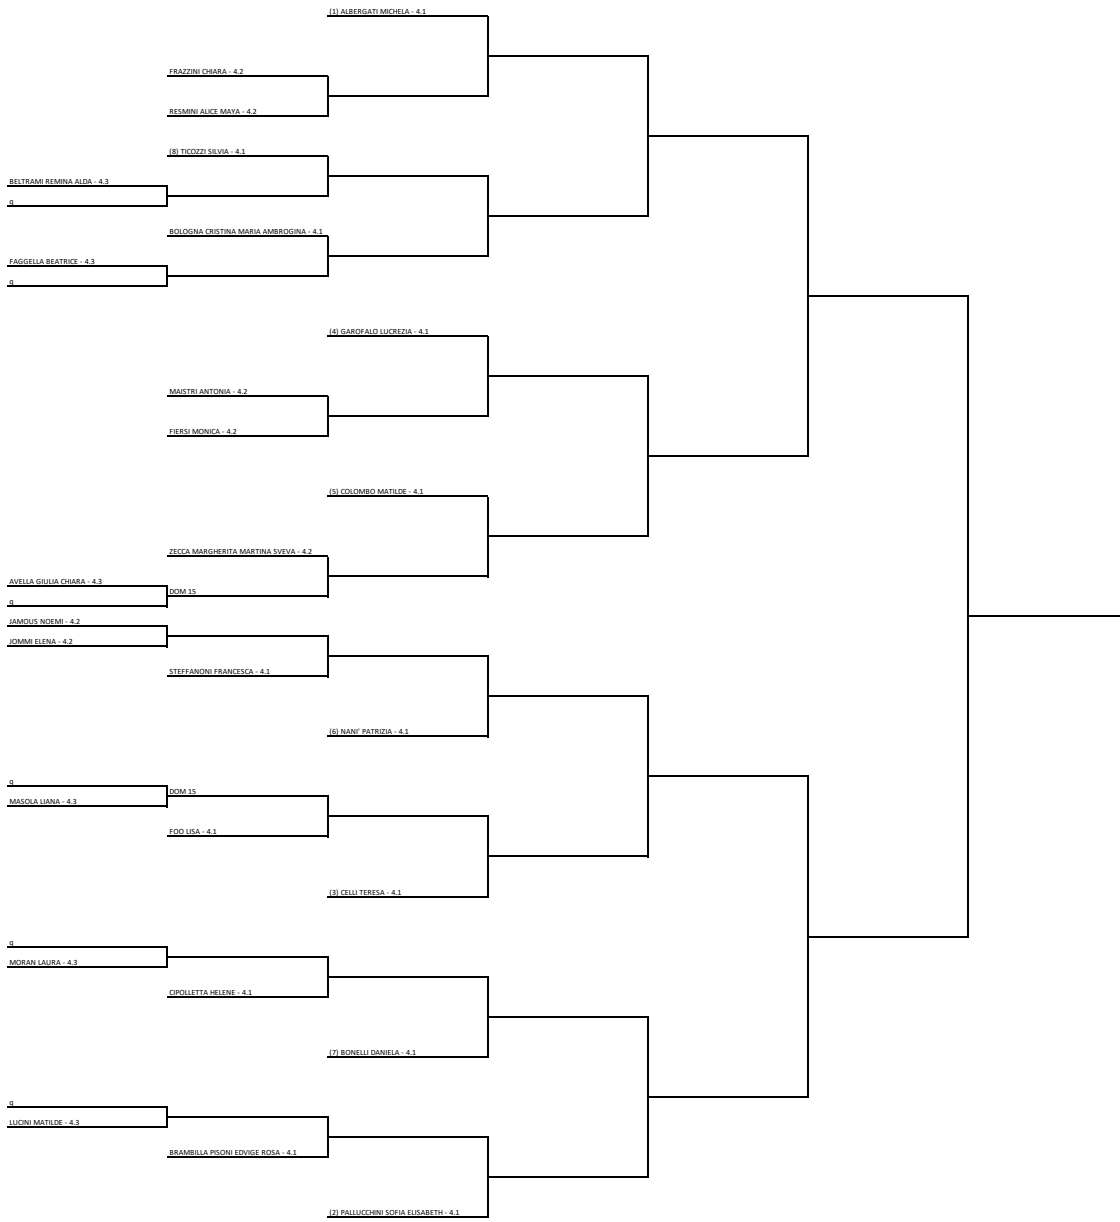 (1) ALBERGATI MICHELA - 4.1
FRAZZINI CHIARA - 4.2
RESMINI ALICE MAYA - 4.2
(8) TICOZZI SILVIA - 4.1
BELTRAMI REMINA ALDA - 4.3
q
BOLOGNA CRISTINA MARIA AMBROGINA - 4.1
FAGGELLA BEATRICE - 4.3
q
(4) GAROFALO LUCREZIA - 4.1
MAISTRI ANTONIA - 4.2
FIERSI MONICA - 4.2
(5) COLOMBO MATILDE - 4.1
ZECCA MARGHERITA MARTINA SVEVA - 4.2
AVELLA GIULIA CHIARA - 4.3
DOM 15
q
JAMOUS NOEMI - 4.2
JOMMI ELENA - 4.2
STEFFANONI FRANCESCA - 4.1
(6) NANI' PATRIZIA - 4.1
q
DOM 15
MASOLA LIANA - 4.3
FOO LISA - 4.1
(3) CELLI TERESA - 4.1
q
MORAN LAURA - 4.3
CIPOLLETTA HELENE - 4.1
(7) BONELLI DANIELA - 4.1
q
LUCINI MATILDE - 4.3
BRAMBILLA PISONI EDVIGE ROSA - 4.1
(2) PALLUCCHINI SOFIA ELISABETH - 4.1